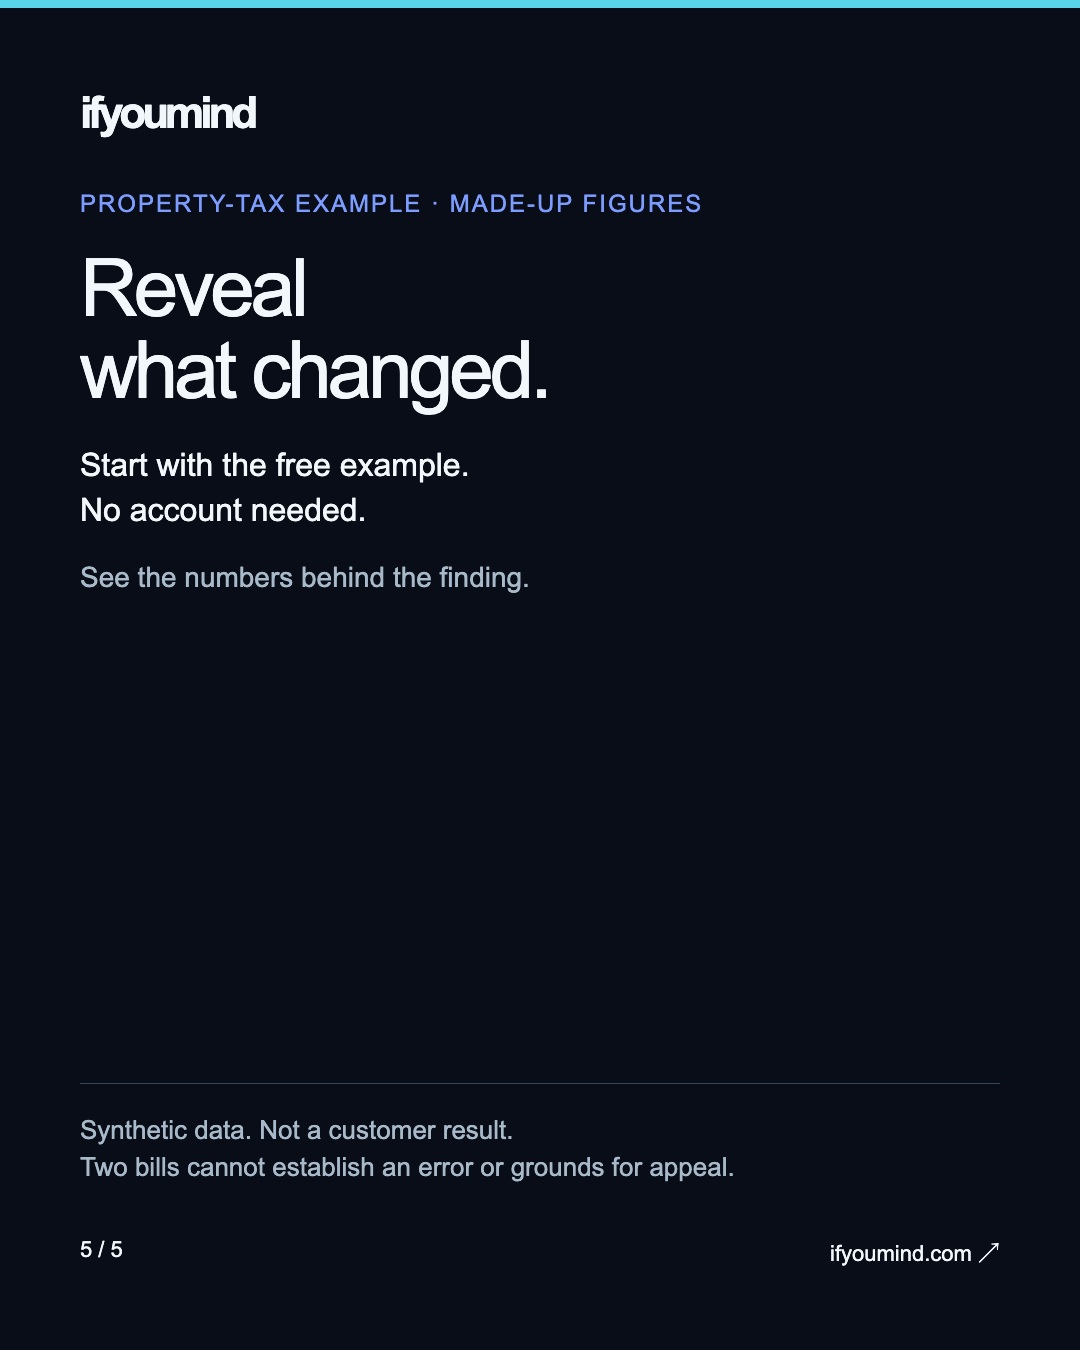 ifyoumind
PROPERTY-TAX EXAMPLE · MADE-UP FIGURES
Reveal
what changed.
Start with the free example.
No account needed.
See the numbers behind the finding.
Synthetic data. Not a customer result.
Two bills cannot establish an error or grounds for appeal.
5 / 5
ifyoumind.com ↗